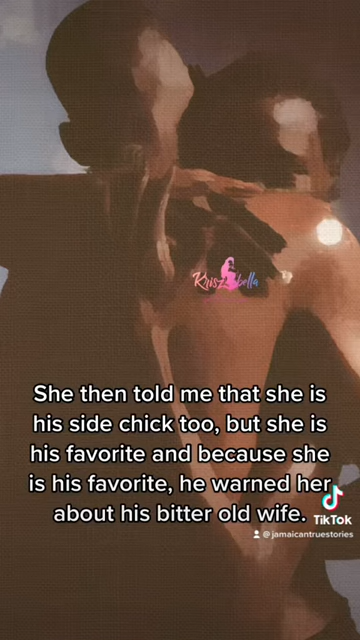 Kriszabella
She then told me that she is
his side chick too, but she is
his favorite and because she
is his favorite, he warned her
about his bitter old wife.
TikTok
@jamaicantruestories